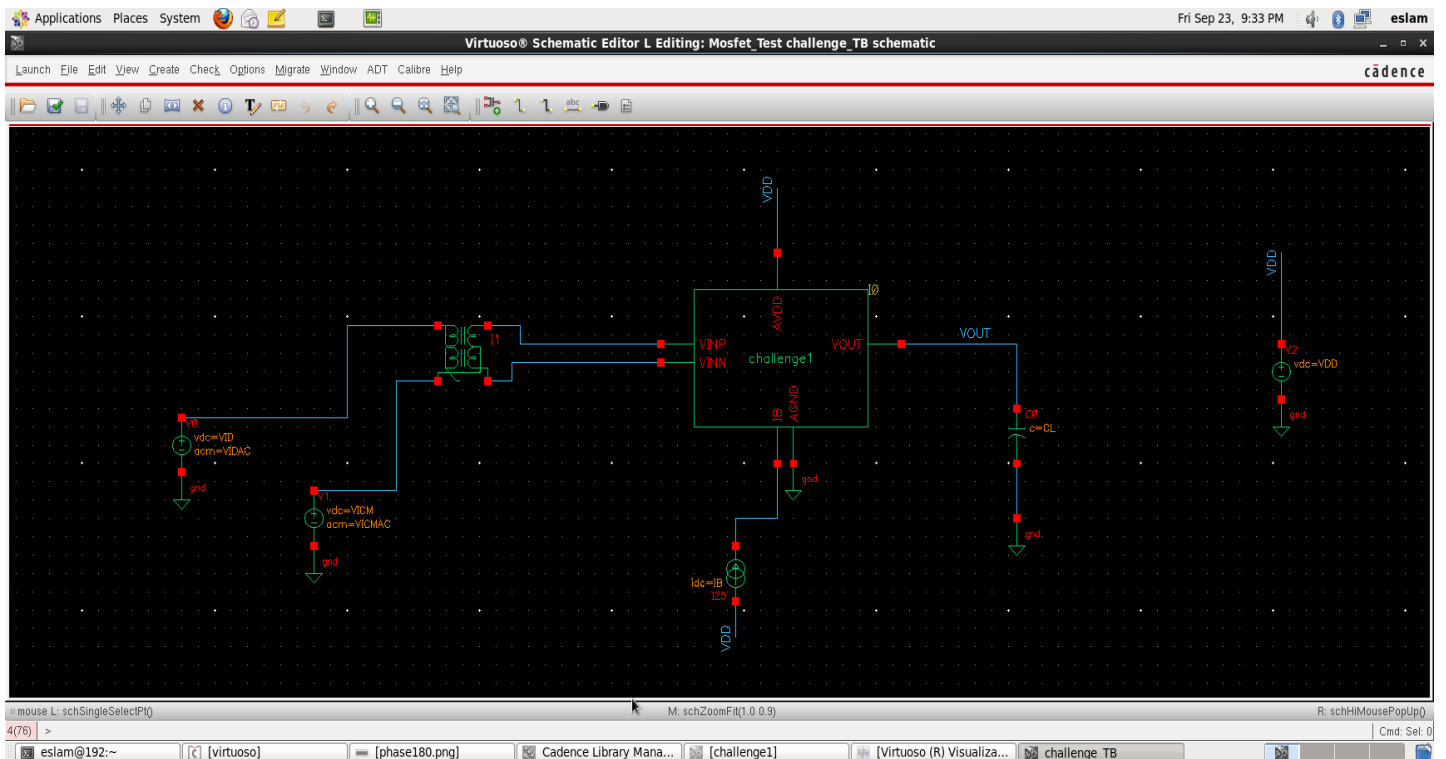 Applications Places System
Fri Sep 23, 9:33 PM
eslam
Virtuoso® Schematic Editor L Editing: Mosfet_Test challenge_TB schematic
Launch File Edit View Create Check Options Migrate Window ADT Calibre Help
cādence
abc
VDD
VDD
I0
AVDD
I1
VINP
VINN
challenge1
VOUT
VOUT
V2
vdc=VDD
gnd
IB
AGND
V0
vdc=VID
acm=VIDAC
gnd
C0
c=CL
gnd
V1
vdc=VICM
acm=VICMAC
gnd
gnd
idc=IB
I25
VDD
mouse L: schSingleSelectPt()
M: schZoomFit(1.0 0.9)
R: schHiMousePopUp()
4(76) >
Cmd: Sel: 0
eslam@192:~
[virtuoso]
[phase180.png]
Cadence Library Mana...
[challenge1]
[Virtuoso (R) Visualiza...
challenge_TB